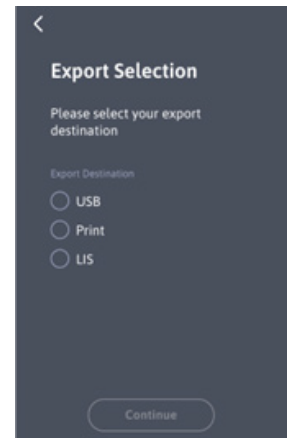 Export Selection
Please select your export
destination
Export Destination
USB
Print
LIS
Continue